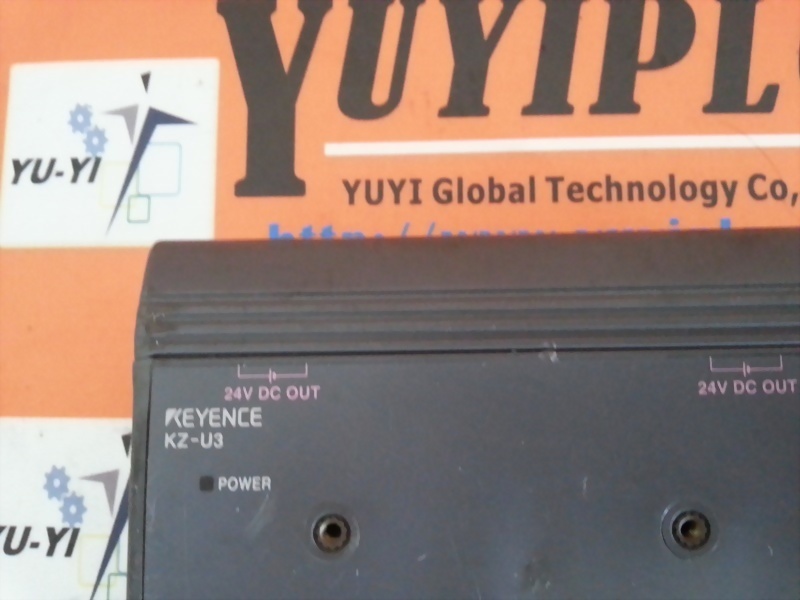 YUYIPL
YU-YI
YUYI Global Technology Co,
24V DC OUT
24V DC OUT
KEYENCE
KZ-U3
POWER
YU-YI